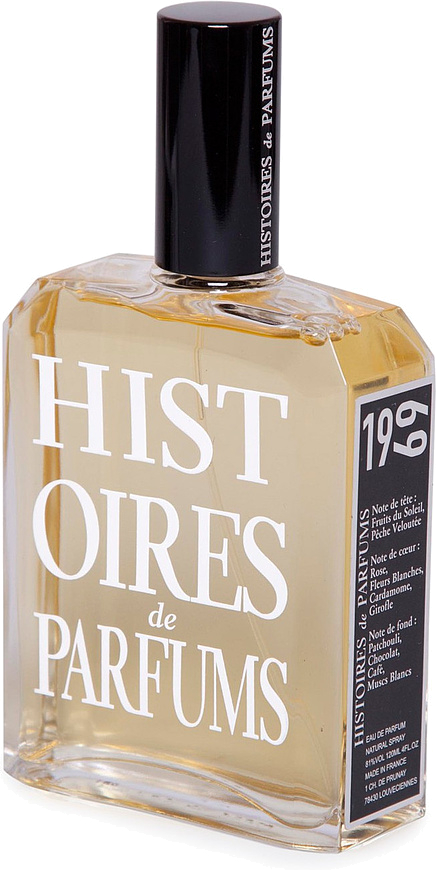 HISTOIRES de PARFUMS
HIST
OIRES
de
PARFUMS
1969
HISTOIRES de PARFUMS
Note de tête :
Fruits du Soleil,
Pêche Veloutée
Note de cœur :
Rose,
Fleurs Blanches,
Cardamome,
Girofle
Note de fond :
Patchouli,
Chocolat,
Café,
Muscs Blancs
EAU DE PARFUM
NATURAL SPRAY
81%VOL 120ML 4FL.OZ
MADE IN FRANCE
1 CH. DE PRUNAY
78430 LOUVECIENNES